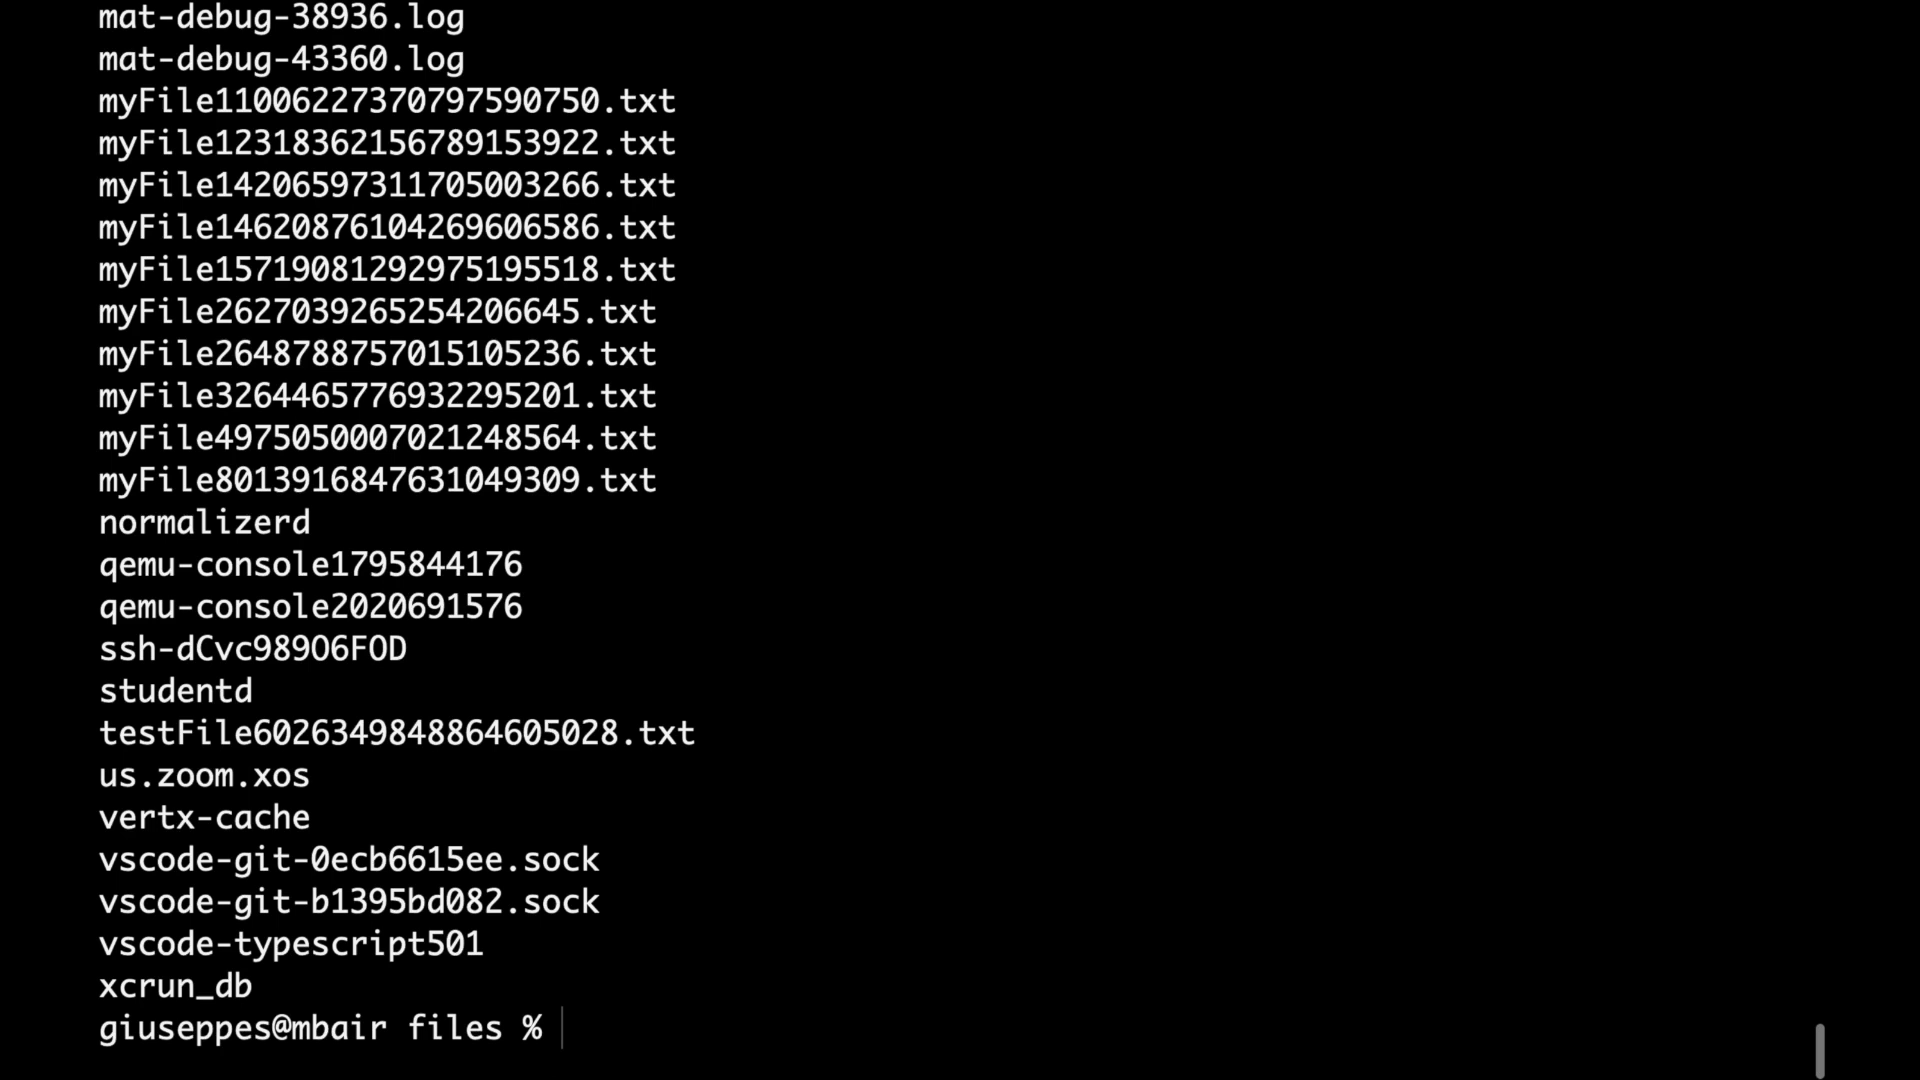 mat-debug-38936.log
mat-debug-43360.log
myFile11006227370797590750.txt
myFile12318362156789153922.txt
myFile14206597311705003266.txt
myFile14620876104269606586.txt
myFile15719081292975195518.txt
myFile2627039265254206645.txt
myFile2648788757015105236.txt
myFile3264465776932295201.txt
myFile4975050007021248564.txt
myFile8013916847631049309.txt
normalizerd
qemu-console1795844176
qemu-console2020691576
ssh-dCvc989O6FOD
studentd
testFile6026349848864605028.txt
us.zoom.xos
vertx-cache
vscode-git-0ecb6615ee.sock
vscode-git-b1395bd082.sock
vscode-typescript501
xcrun_db
giuseppes@mbair files %